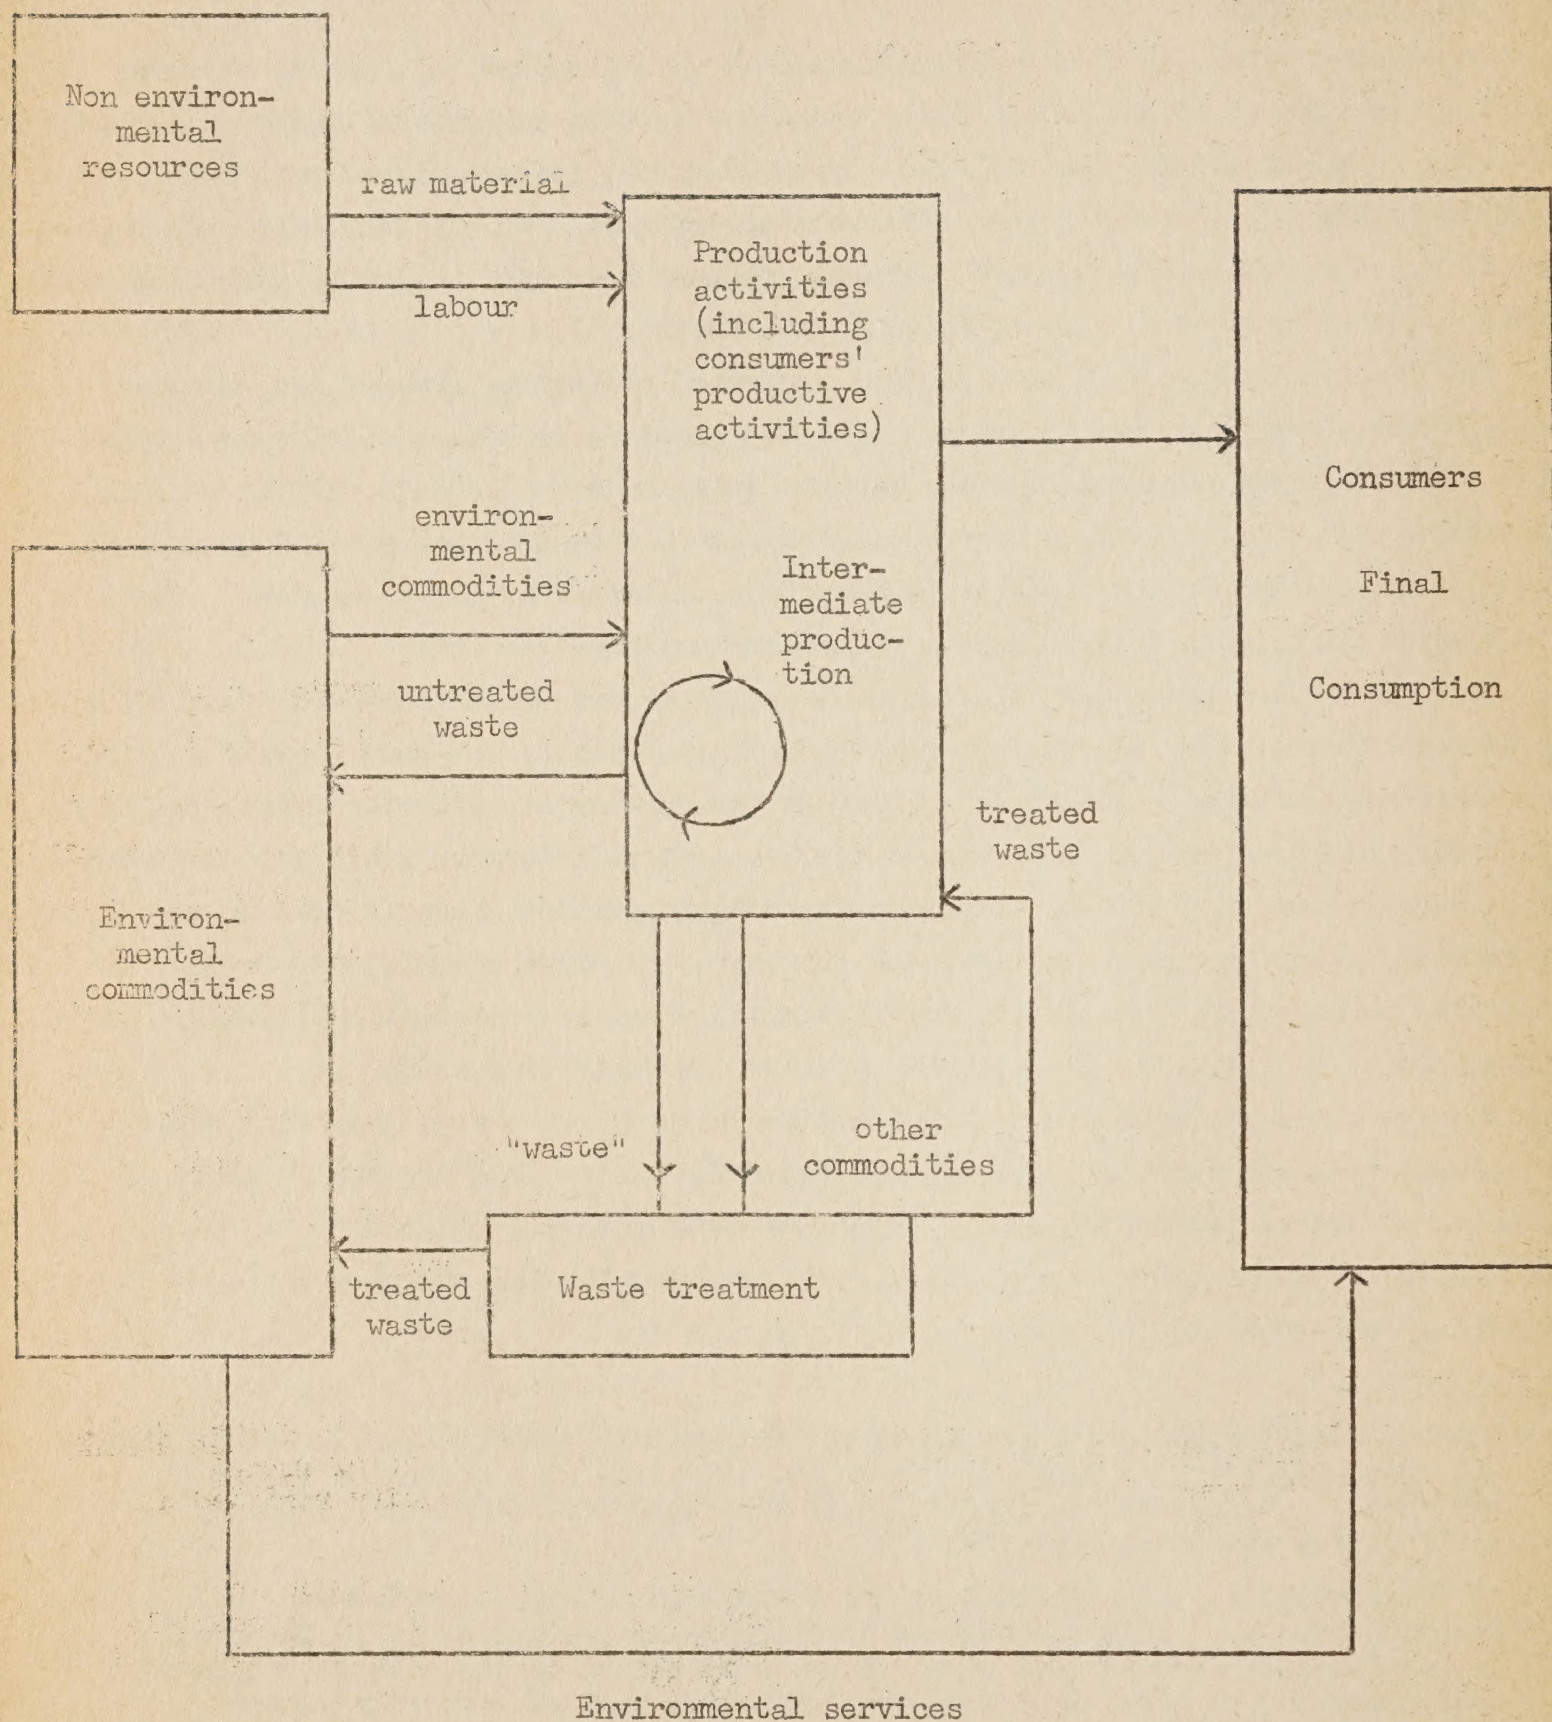 Non environ-
mental
resources
raw material
labour
Production
activities
(including
consumers'
productive
activities)
Inter-
mediate
produc-
tion
Consumers
Final
Consumption
environ-
mental
commodities
untreated
waste
Environ-
mental
commodities
treated
waste
"waste"
other
commodities
treated
waste
Waste treatment
Environmental services